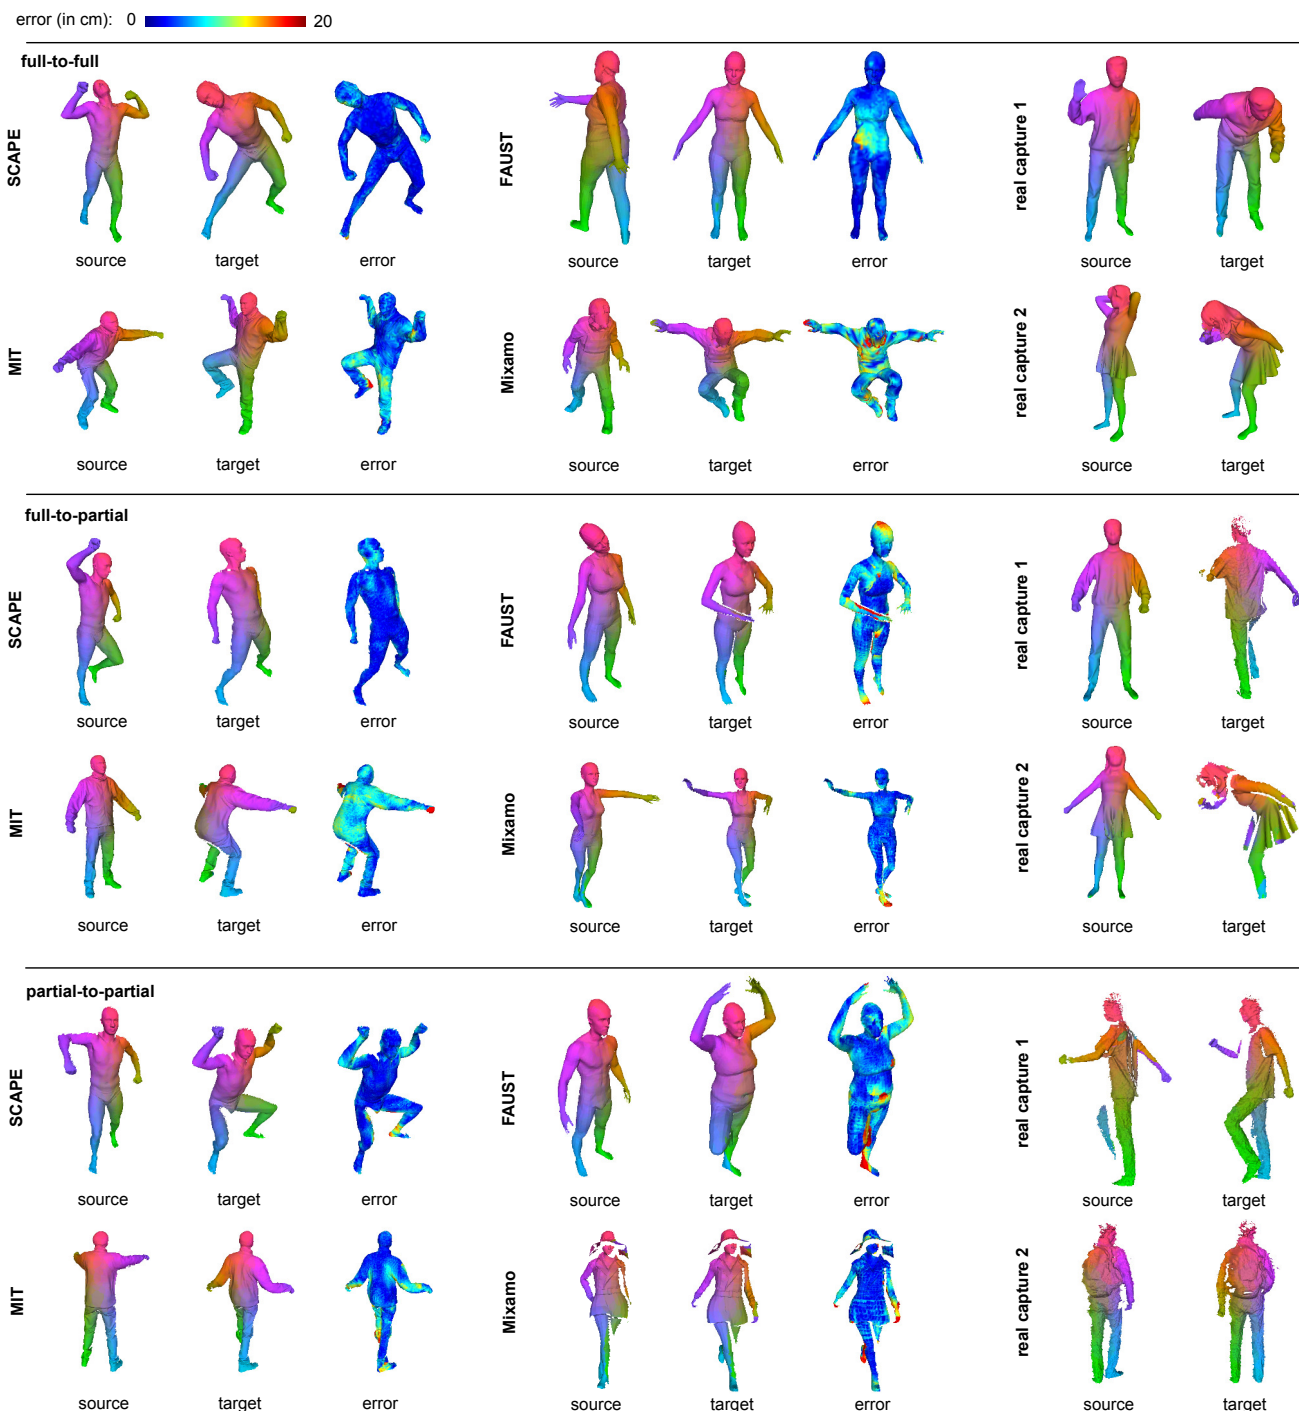 error (in cm): 0 20
full-to-full
SCAPE
source target error
FAUST
source target error
real capture 1
source target
MIT
source target error
Mixamo
source target error
real capture 2
source target
full-to-partial
SCAPE
source target error
FAUST
source target error
real capture 1
source target
MIT
source target error
Mixamo
source target error
real capture 2
source target
partial-to-partial
SCAPE
source target error
FAUST
source target error
real capture 1
source target
MIT
source target error
Mixamo
source target error
real capture 2
source target